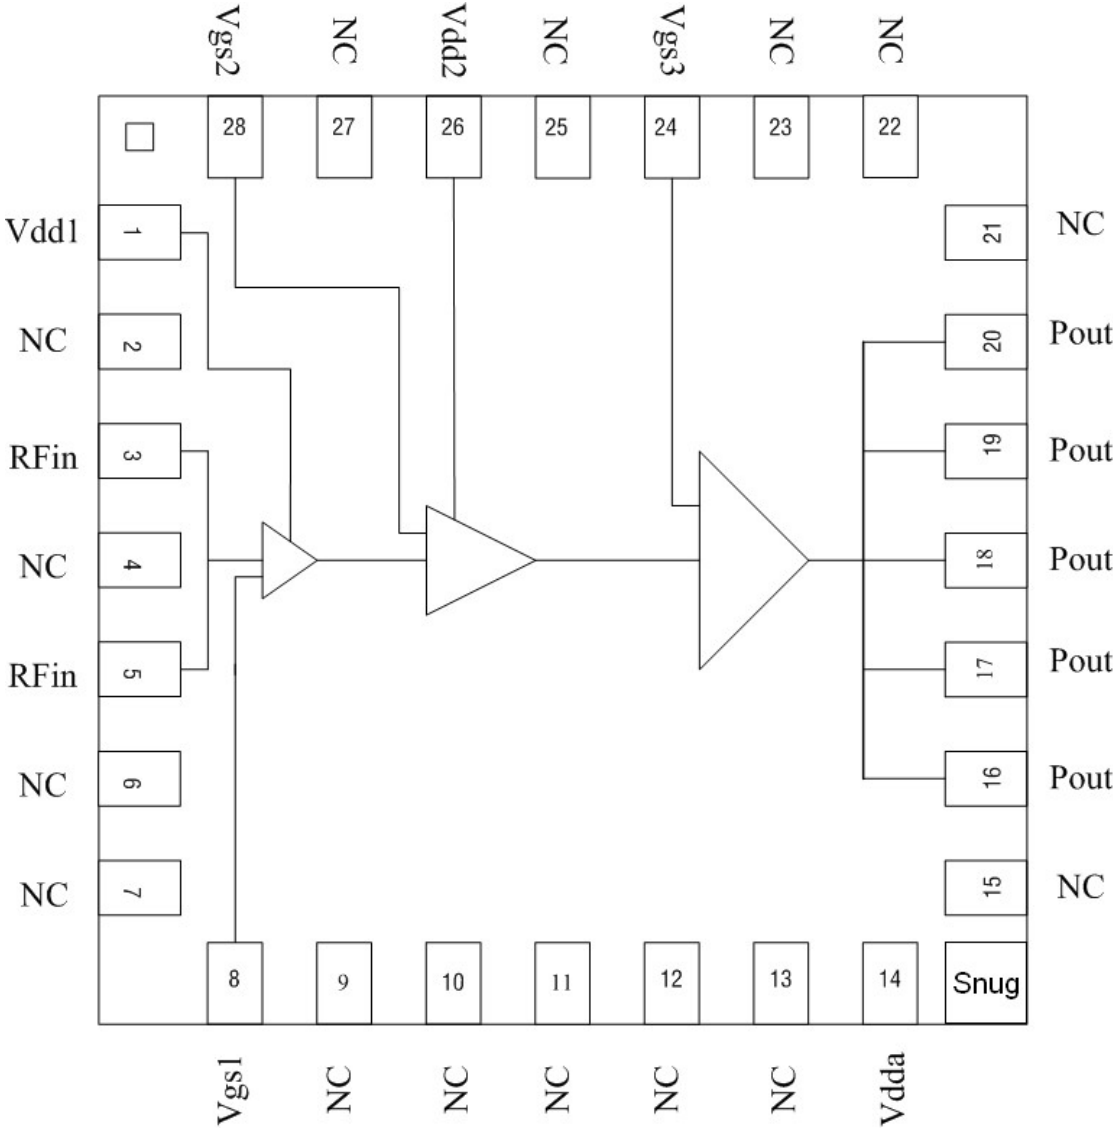 Vgs2 NC Vdd2 NC Vgs3 NC NC
28 27 26 25 24 23 22
Vdd1 1 21 NC
NC 2 20 Pout
RFin 3 19 Pout
NC 4 18 Pout
RFin 5 17 Pout
NC 6 16 Pout
NC 7 15 NC
8 9 10 11 12 13 14 Snug
Vgs1 NC NC NC NC NC Vdda